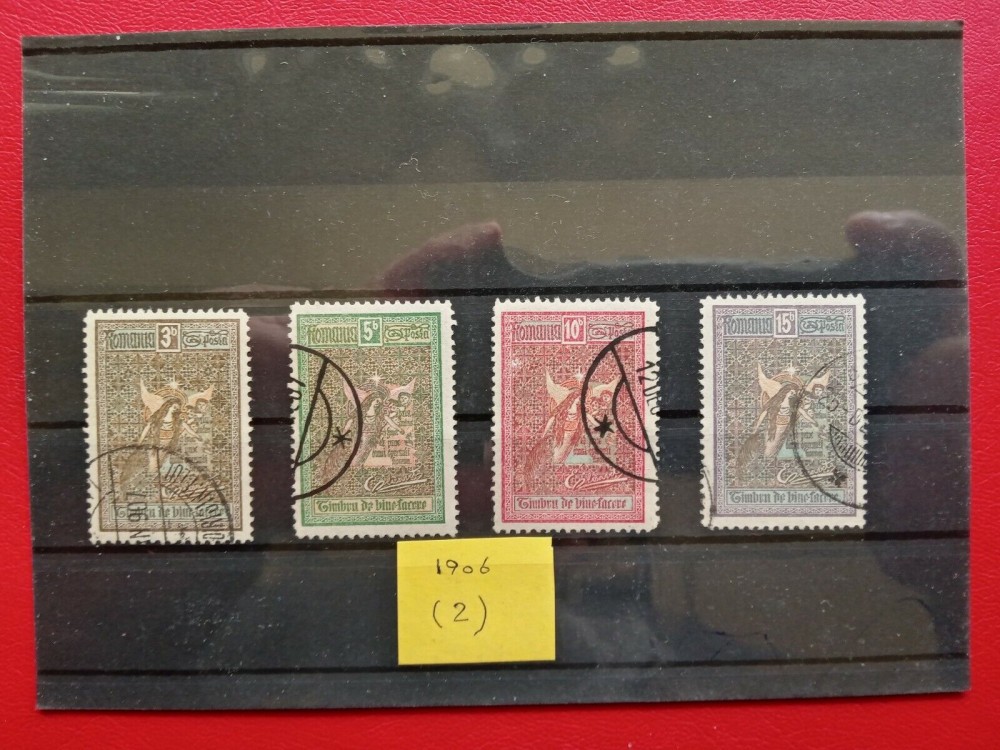 Romania 3b Posta
Timbru de bine-facere
Romania 5b Posta
Timbru de bine-facere
Romania 10b Posta
Timbru de bine-facere
Romania 15b Posta
Timbru de bine-facere
1906
(2)